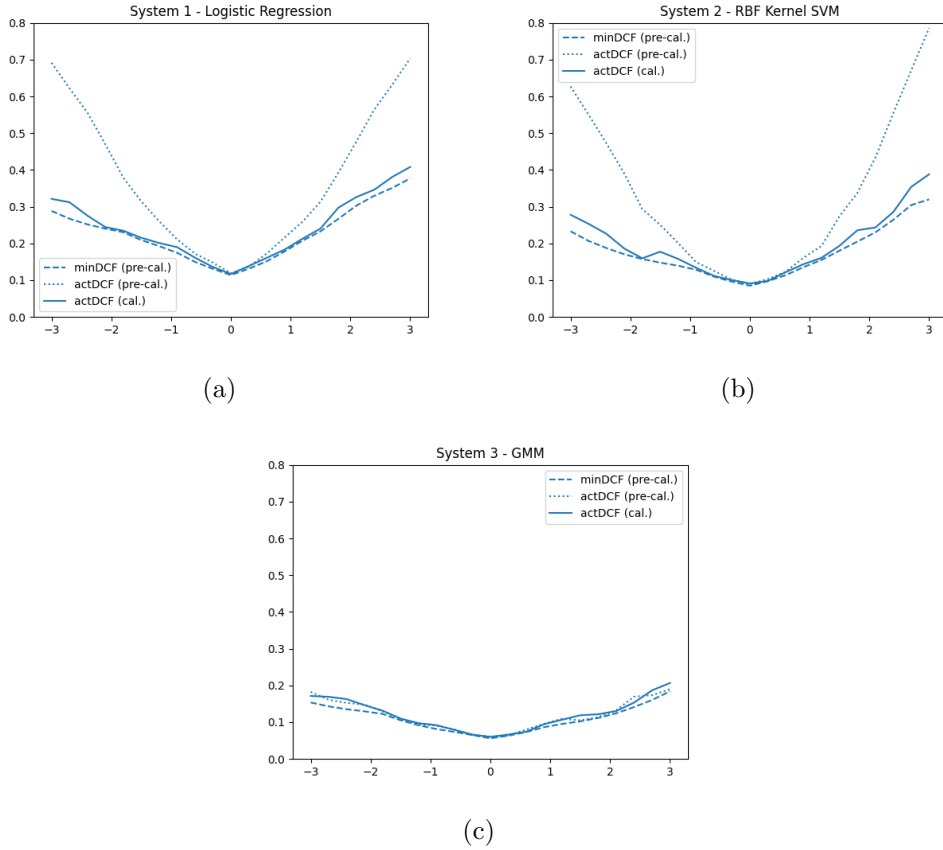 System 1 - Logistic Regression
0.8
0.7
0.6
0.5
0.4
0.3
0.2
0.1
0.0
minDCF (pre-cal.)
actDCF (pre-cal.)
actDCF (cal.)
−3 −2 −1 0 1 2 3
(a)
System 2 - RBF Kernel SVM
0.8
0.7
0.6
0.5
0.4
0.3
0.2
0.1
0.0
minDCF (pre-cal.)
actDCF (pre-cal.)
actDCF (cal.)
−3 −2 −1 0 1 2 3
(b)
System 3 - GMM
0.8
0.7
0.6
0.5
0.4
0.3
0.2
0.1
0.0
minDCF (pre-cal.)
actDCF (pre-cal.)
actDCF (cal.)
−3 −2 −1 0 1 2 3
(c)